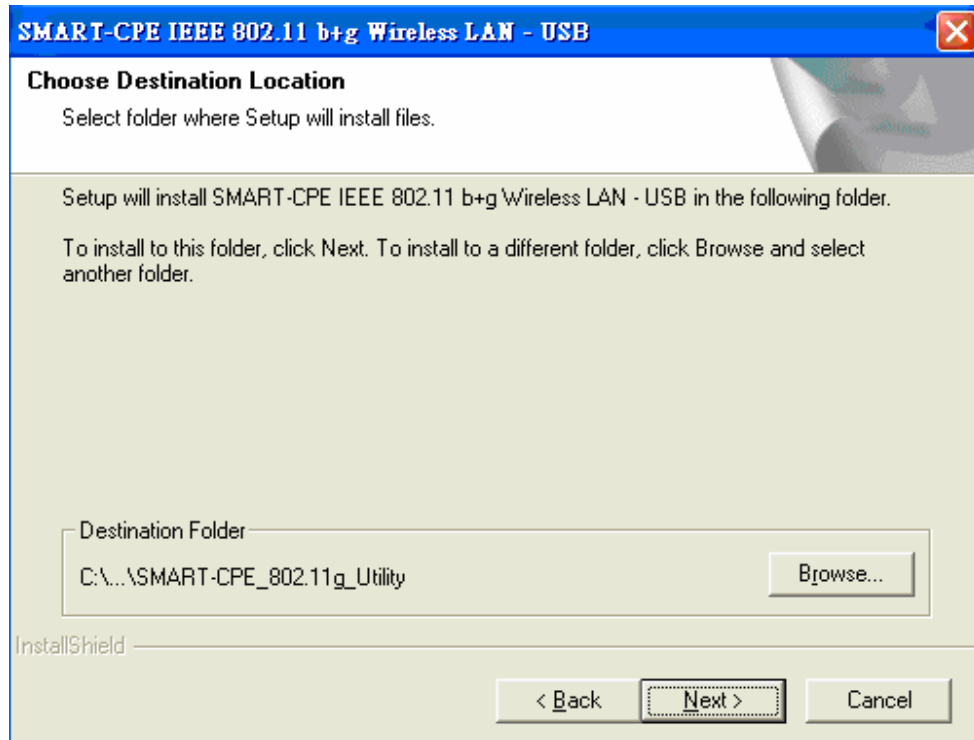 SMART-CPE IEEE 802.11 b+g Wireless LAN - USB
Choose Destination Location
Select folder where Setup will install files.
Setup will install SMART-CPE IEEE 802.11 b+g Wireless LAN - USB in the following folder.
To install to this folder, click Next. To install to a different folder, click Browse and select
another folder.
Destination Folder
C:\...\SMART-CPE_802.11g_Utility
Browse...
InstallShield
< Back
Next >
Cancel